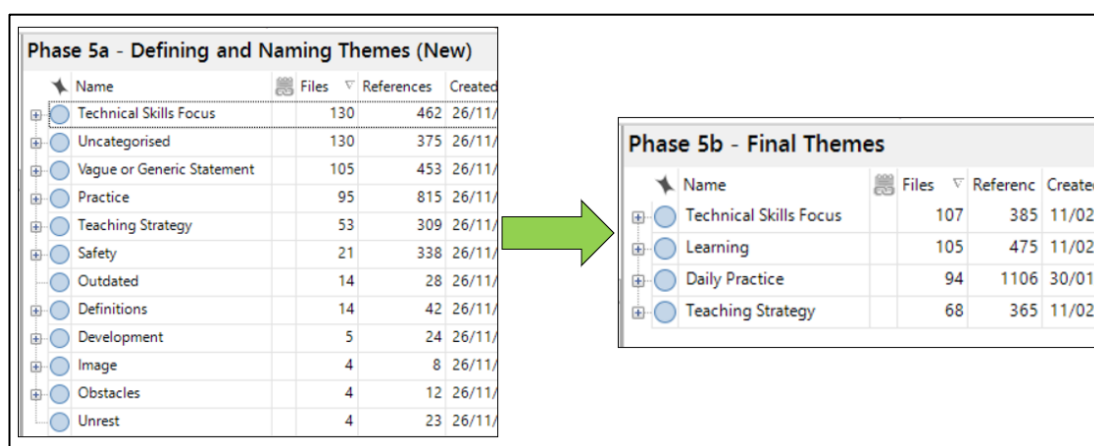 Phase 5a - Defining and Naming Themes (New)
Name Files References Created
Technical Skills Focus 130 462 26/11/
Uncategorised 130 375 26/11/
Vague or Generic Statement 105 453 26/11/
Practice 95 815 26/11/
Teaching Strategy 53 309 26/11/
Safety 21 338 26/11/
Outdated 14 28 26/11/
Definitions 14 42 26/11/
Development 5 24 26/11/
Image 4 8 26/11/
Obstacles 4 12 26/11/
Unrest 4 23 26/11/
Phase 5b - Final Themes
Name Files Referenc Create
Technical Skills Focus 107 385 11/02
Learning 105 475 11/02
Daily Practice 94 1106 30/01
Teaching Strategy 68 365 11/02